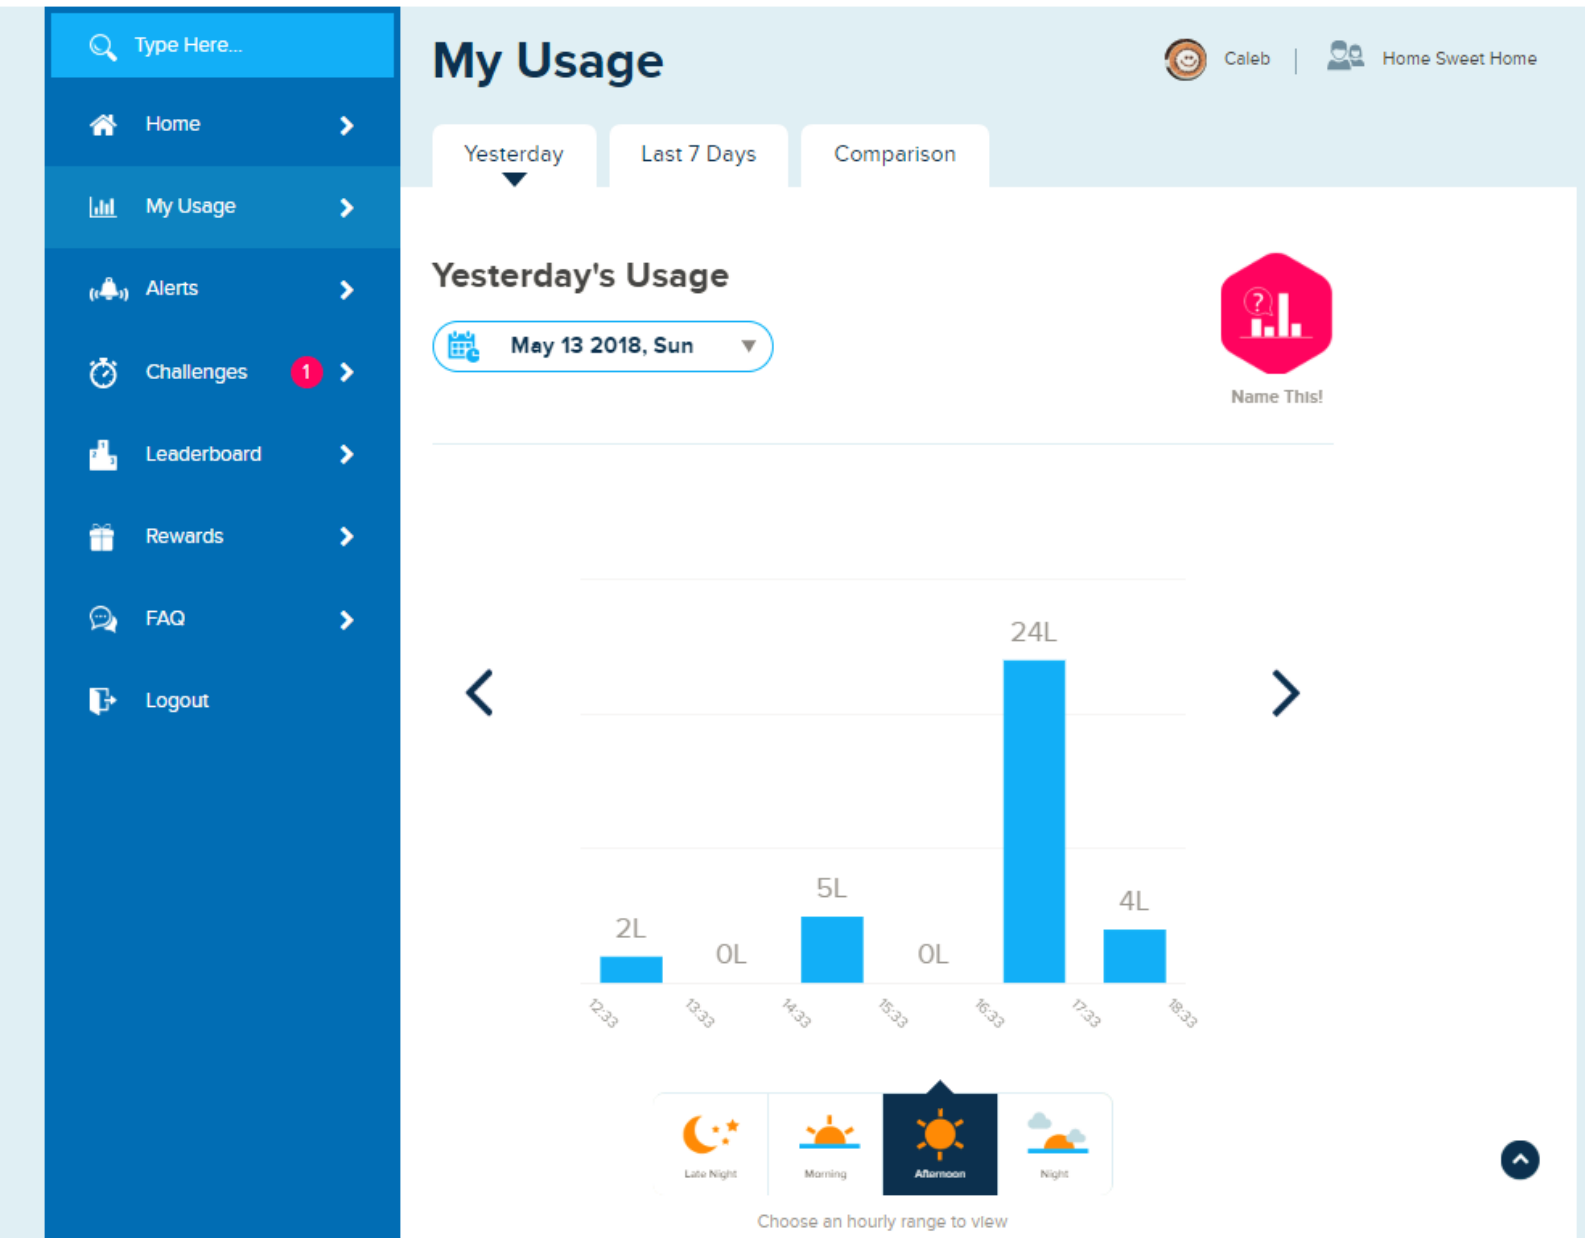 Type Here...
Home
My Usage
Alerts
Challenges 1
Leaderboard
Rewards
FAQ
Logout
My Usage
Caleb | Home Sweet Home
Yesterday Last 7 Days Comparison
Yesterday's Usage
May 13 2018, Sun
?
Name This!
24L
5L
4L
2L
0L
0L
12:33 13:33 14:33 15:33 16:33 17:33 18:33
Late Night Morning Afternoon Night
Choose an hourly range to view